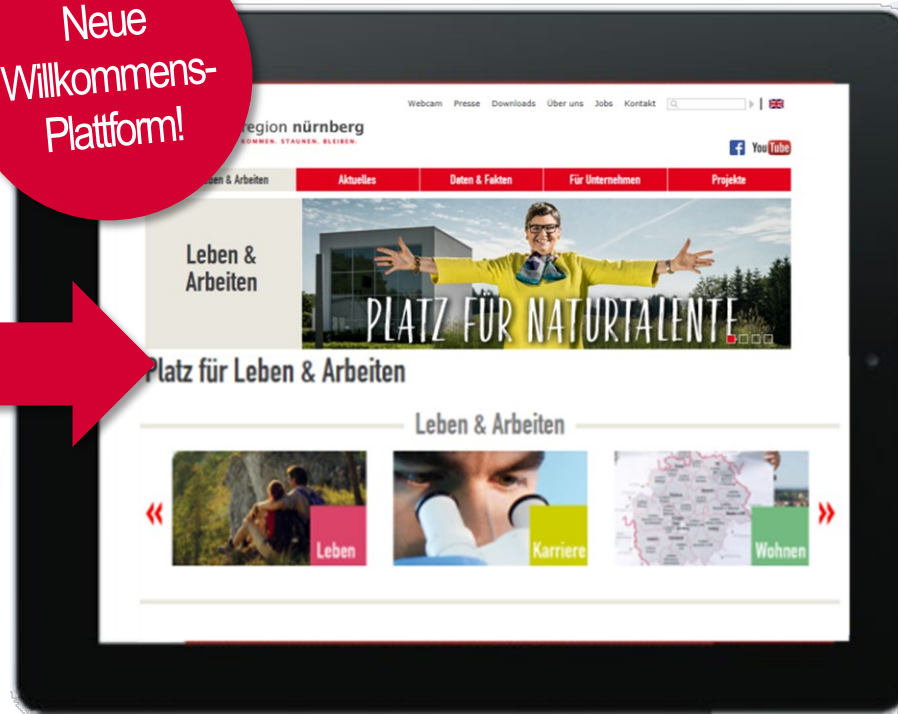 Neue
Willkommens-
Plattform!
Webcam Presse Downloads Über uns Jobs Kontakt
region nürnberg
KOMMEN. STAUNEN. BLEIBEN.
You Tube
& Arbeiten Aktuelles Daten & Fakten Für Unternehmen Projekte
Leben &
Arbeiten
PLATZ FÜR NATURTALENTE
Platz für Leben & Arbeiten
Leben & Arbeiten
Leben
Karriere
Wohnen